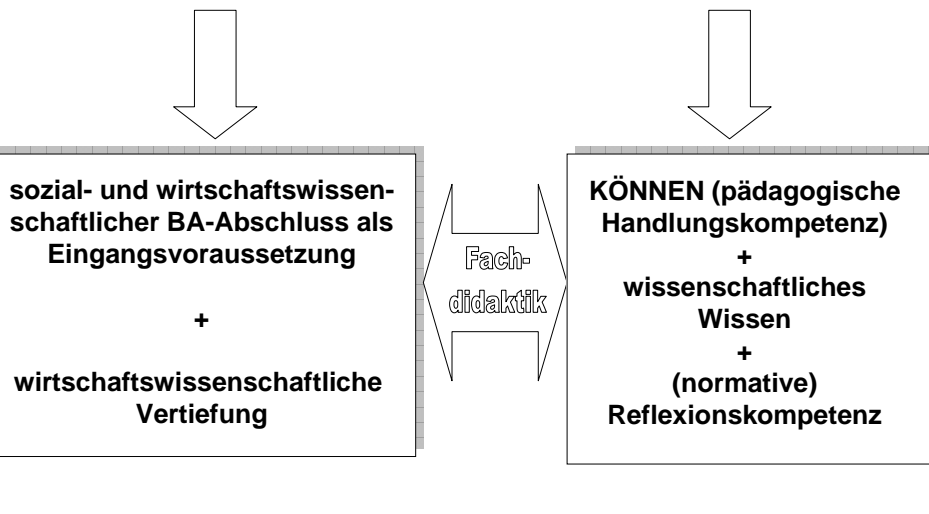 sozial- und wirtschaftswissen-
schaftlicher BA-Abschluss als
Eingangsvoraussetzung
+
wirtschaftswissenschaftliche
Vertiefung
Fach-
didaktik
KÖNNEN (pädagogische
Handlungskompetenz)
+
wissenschaftliches
Wissen
+
(normative)
Reflexionskompetenz